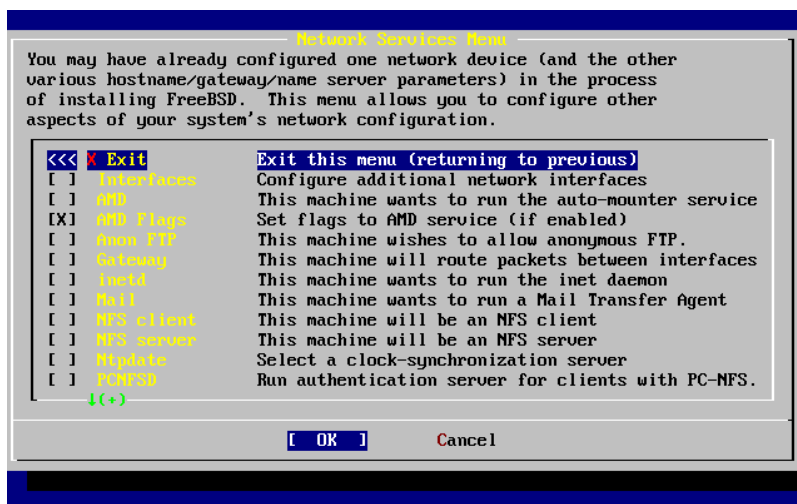 Network Services Menu
You may have already configured one network device (and the other
various hostname/gateway/name server parameters) in the process
of installing FreeBSD.  This menu allows you to configure other
aspects of your system's network configuration.
<<< X Exit Exit this menu (returning to previous)
[ ] Interfaces Configure additional network interfaces
[ ] AMD This machine wants to run the auto-mounter service
[X] AMD Flags Set flags to AMD service (if enabled)
[ ] Anon FTP This machine wishes to allow anonymous FTP.
[ ] Gateway This machine will route packets between interfaces
[ ] inetd This machine wants to run the inet daemon
[ ] Mail This machine wants to run a Mail Transfer Agent
[ ] NFS client This machine will be an NFS client
[ ] NFS server This machine will be an NFS server
[ ] Ntpdate Select a clock-synchronization server
[ ] PCNFSD Run authentication server for clients with PC-NFS.
↓(+)
[ OK ] Cancel